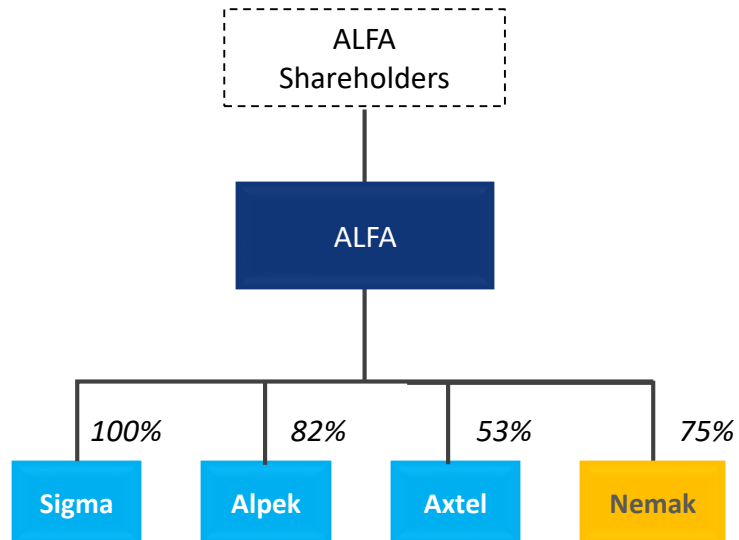 ALFA
Shareholders
ALFA
100%
82%
53%
75%
Sigma
Alpek
Axtel
Nemak